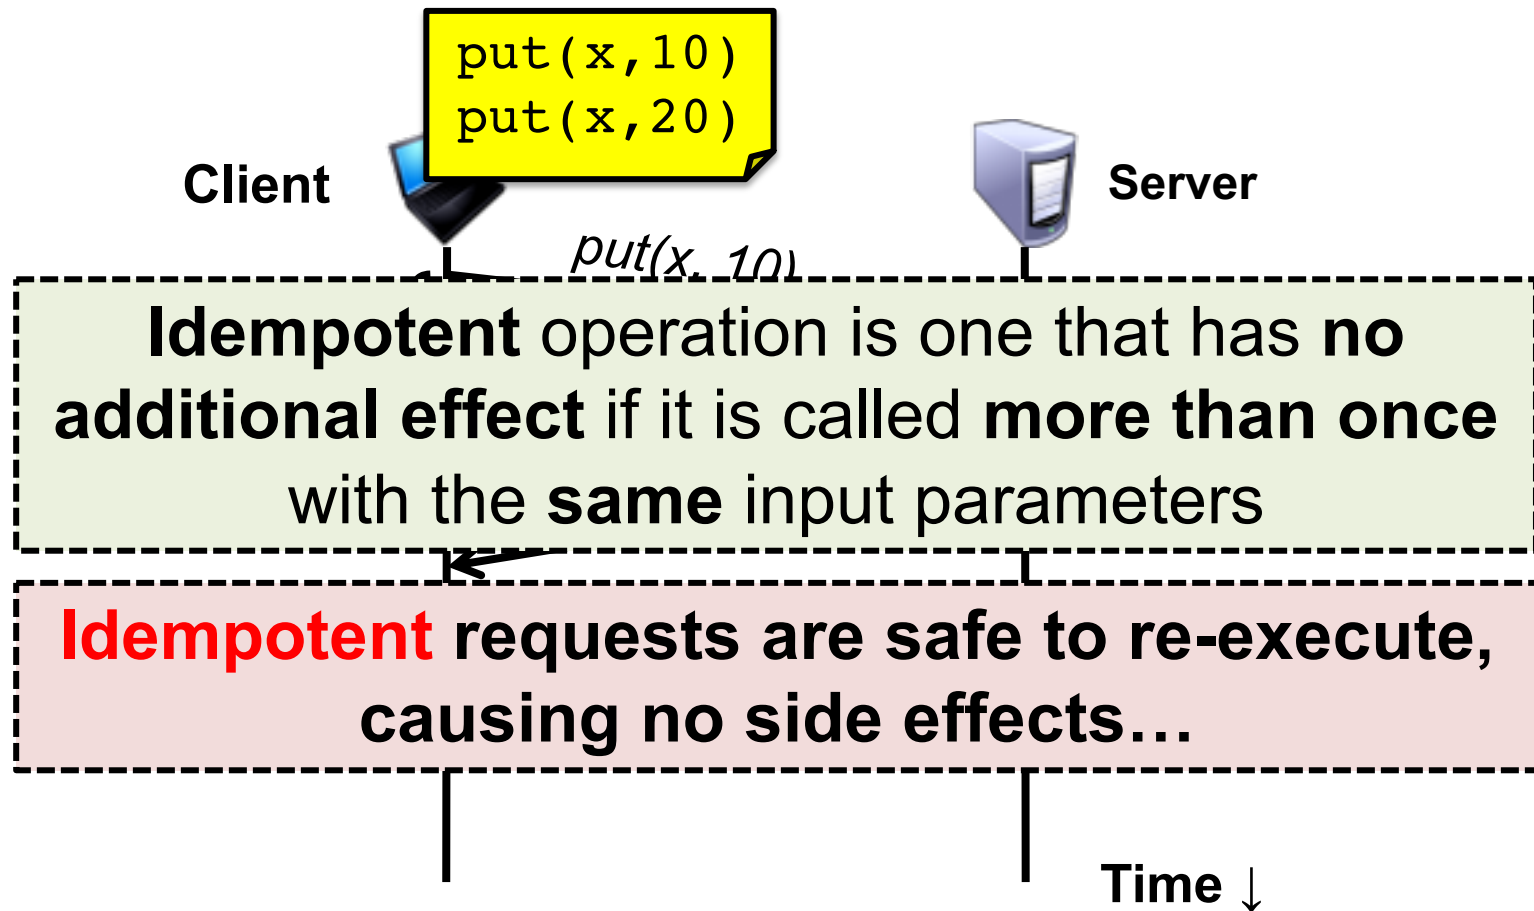 put(x,10)
put(x,20)
Client
Server
put(x, 10)
Idempotent operation is one that has no
additional effect if it is called more than once
with the same input parameters
Idempotent requests are safe to re-execute,
causing no side effects…
Time ↓